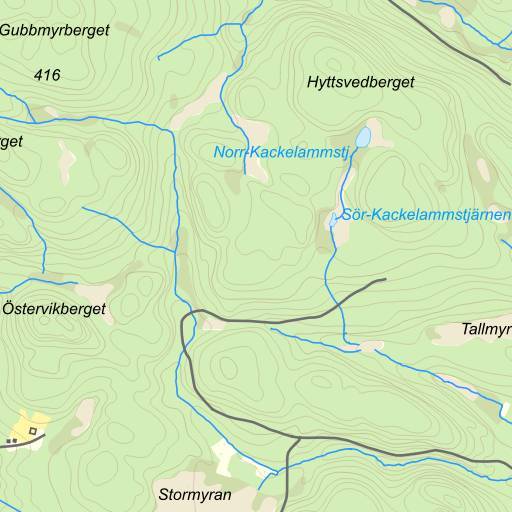 Gubbmyrberget
416
Hyttsvedberget
rget
Norr-Kackelammstj.
Sör-Kackelammstjärnen
Östervikberget
Tallmyr
Stormyran